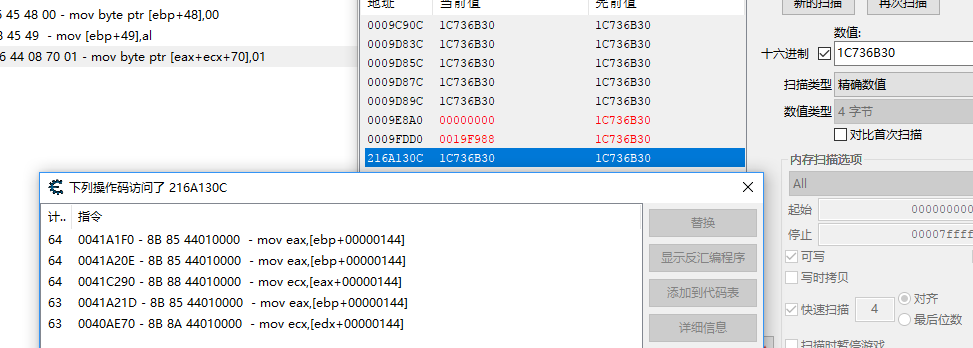 5 45 48 00 - mov byte ptr [ebp+48],00
3 45 49 - mov [ebp+49],al
6 44 08 70 01 - mov byte ptr [eax+ecx+70],01
地址 当前值 先前值
0009C90C 1C736B30 1C736B30
0009D83C 1C736B30 1C736B30
0009D85C 1C736B30 1C736B30
0009D87C 1C736B30 1C736B30
0009D89C 1C736B30 1C736B30
0009E8A0 00000000 1C736B30
0009FDD0 0019F988 1C736B30
216A130C 1C736B30 1C736B30
新的扫描 再次扫描
数值:
十六进制 1C736B30
扫描类型 精确数值
数值类型 4 字节
对比首次扫描
内存扫描选项
All
起始 000000000
停止 00007ffff
可写
写时拷贝
快速扫描 4 对齐
最后位数
扫描时暂停游戏
下列操作码访问了 216A130C
计.. 指令
64 0041A1F0 - 8B 85 44010000 - mov eax,[ebp+00000144]
64 0041A20E - 8B 85 44010000 - mov eax,[ebp+00000144]
64 0041C290 - 8B 88 44010000 - mov ecx,[eax+00000144]
63 0041A21D - 8B 85 44010000 - mov eax,[ebp+00000144]
63 0040AE70 - 8B 8A 44010000 - mov ecx,[edx+00000144]
替换
显示反汇编程序
添加到代码表
详细信息